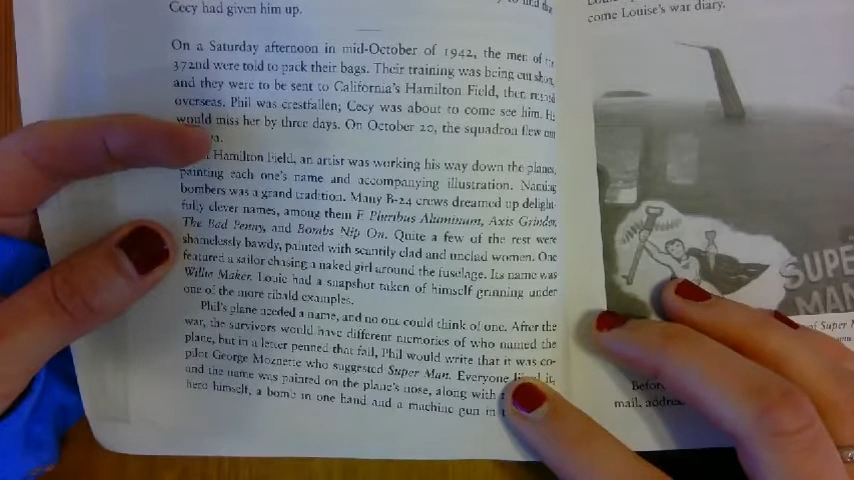 Cecy had given him up.
On a Saturday afternoon in mid-October of 1942, the men of
372nd were told to pack their bags. Their training was being cut short,
and they were to be sent to California's Hamilton Field, then
overseas. Phil was crestfallen; Cecy was about to come see him. He
would miss her by three days. On October 20, the squadron flew out
Hamilton Field, an artist was working his way down the planes,
painting each one's name and accompanying illustration. Naming
bombers was a grand tradition. Many B-24 crews dreamed up delight-
fully clever names, among them E Pluribus Aluminum, Axis Grinder,
The Bad Penny, and Bombs Nip On. Quite a few of the rest were
shamelessly bawdy, painted with scantily clad and unclad women. One
featured a sailor chasing a naked girl around the fuselage. Its name was
Willie Maker. Louie had a snapshot taken of himself grinning under
one of the more ribald examples.
Phil's plane needed a name, and no one could think of one. After the
war, the survivors would have different memories of who named the
plane, but in a letter penned that fall, Phil would write that it was co-
pilot George Moznette who suggested Super Man. Everyone liked it,
and the name was painted on the plane's nose, along with
hero himself, a bomb in one hand and a machine gun in
come Louise's war diary.
SUPE
MAN
of Super M
Before
mail, addre